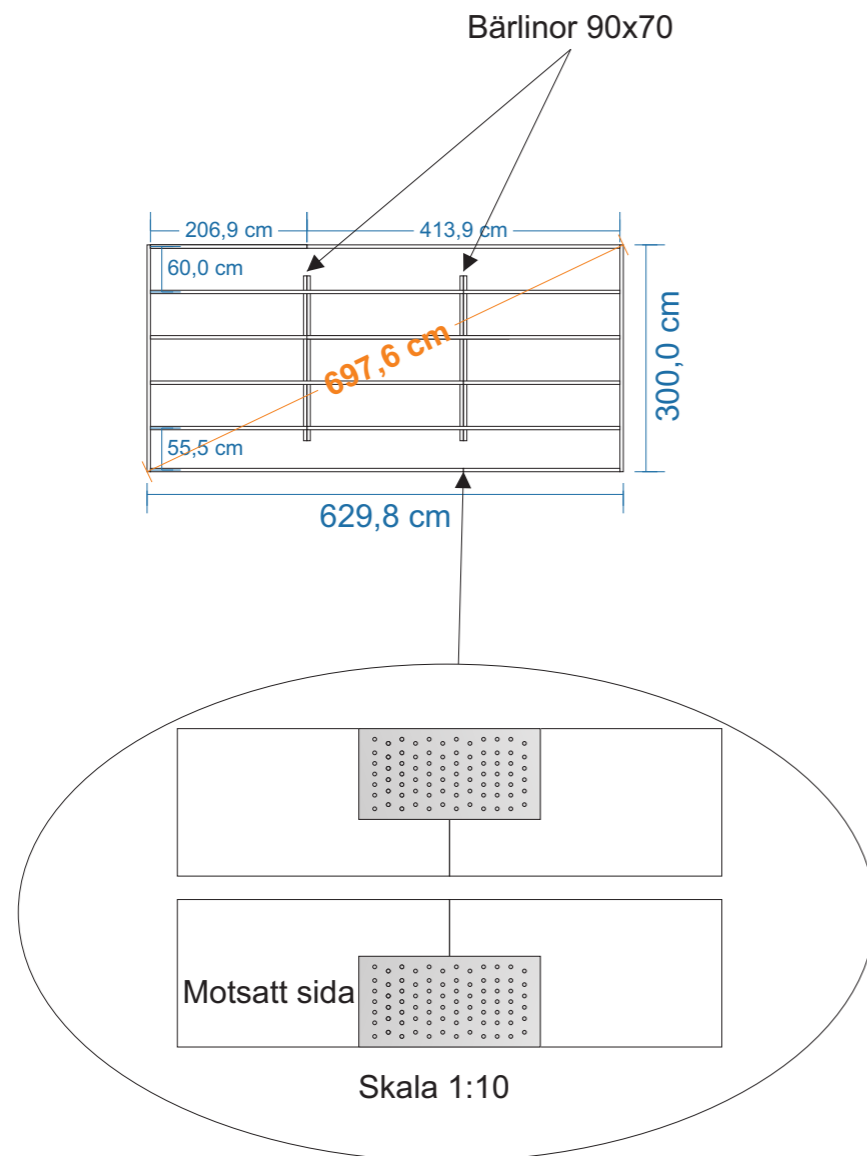 Bärlinor 90x70
206,9 cm
413,9 cm
60,0 cm
697,6 cm
300,0 cm
55,5 cm
629,8 cm
Motsatt sida
Skala 1:10